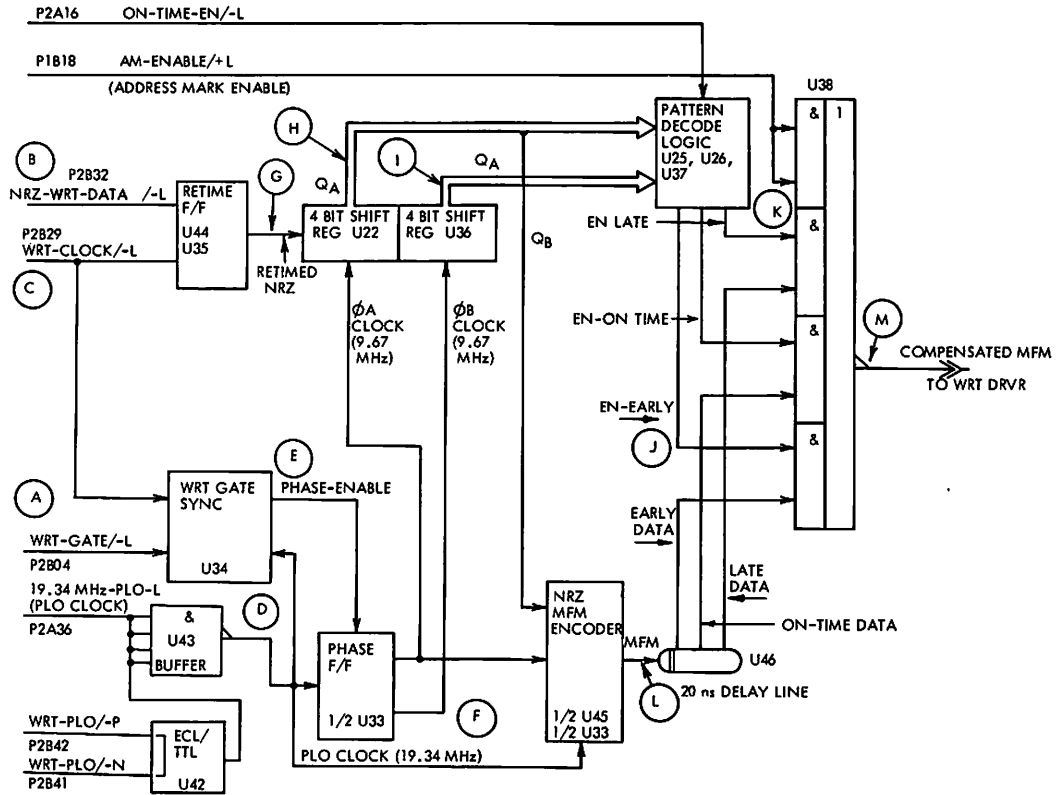 P2A16 ON-TIME-EN/-L
P1B18 AM-ENABLE/+L
(ADDRESS MARK ENABLE)
U38
& 1
PATTERN
DECODE
LOGIC
U25, U26,
U37
H
I
QA
QA
B
P2B32
NRZ-WRT-DATA /-L
RETIME
F/F
U44
U35
G
4 BIT SHIFT
REG U22
4 BIT SHIFT
REG U36
K
EN LATE
&
P2B29
WRT-CLOCK/-L
RETIMED
NRZ
QB
C
ØA
CLOCK
(9.67
MHz)
ØB
CLOCK
(9.67
MHz)
EN-ON TIME
&
M
COMPENSATED MFM
TO WRT DRVR
EN-EARLY
J
&
A
E
WRT GATE
SYNC
U34
PHASE-ENABLE
EARLY
DATA
WRT-GATE/-L
P2B04
19.34 MHz-PLO-L
(PLO CLOCK)
P2A36
&
U43
BUFFER
D
LATE
DATA
ON-TIME DATA
PHASE
F/F
1/2 U33
NRZ
MFM
ENCODER
1/2 U45
1/2 U33
MFM
U46
L
20 ns DELAY LINE
F
WRT-PLO/-P
P2B42
WRT-PLO/-N
P2B41
ECL/
TTL
U42
PLO CLOCK (19.34 MHz)